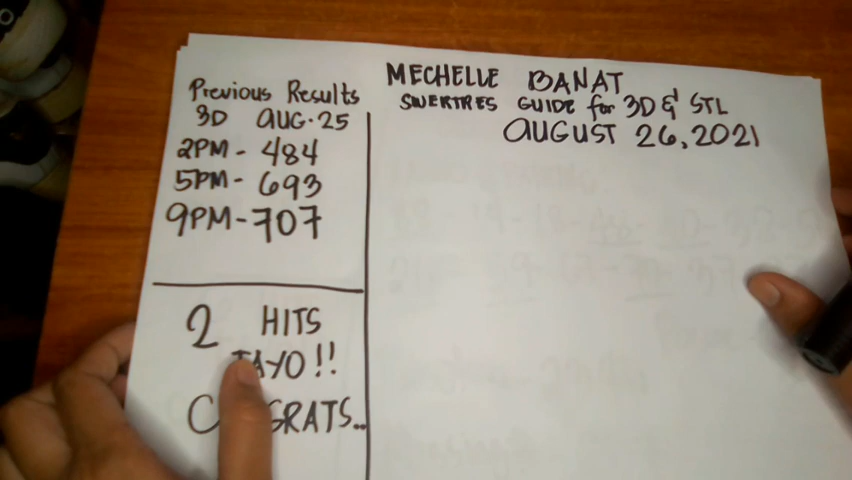 Previous Results
3D AUG.25
2PM - 484
5PM - 693
9PM - 707
2 HITS
TAYO!!
MECHELLE BANAT
SWERTRES GUIDE for 3D & STL
AUGUST 26, 2021